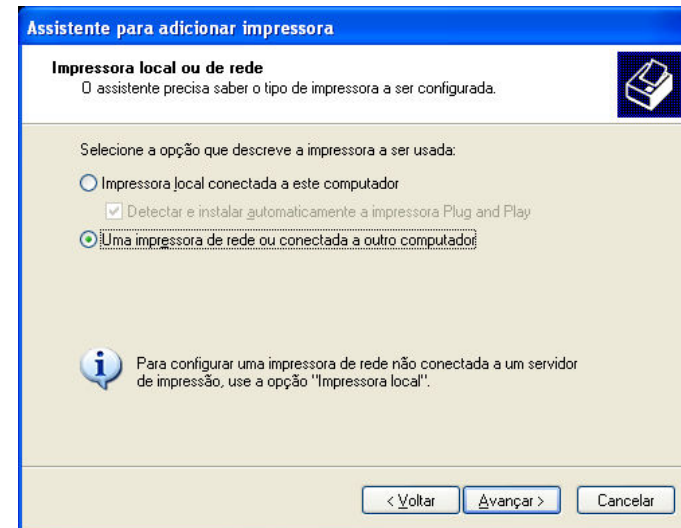 Assistente para adicionar impressora
Impressora local ou de rede
O assistente precisa saber o tipo de impressora a ser configurada.
Selecione a opção que descreve a impressora a ser usada:
Impressora local conectada a este computador
Detectar e instalar automaticamente a impressora Plug and Play
Uma impressora de rede ou conectada a outro computador
Para configurar uma impressora de rede não conectada a um servidor
de impressão, use a opção "Impressora local".
< Voltar Avançar > Cancelar